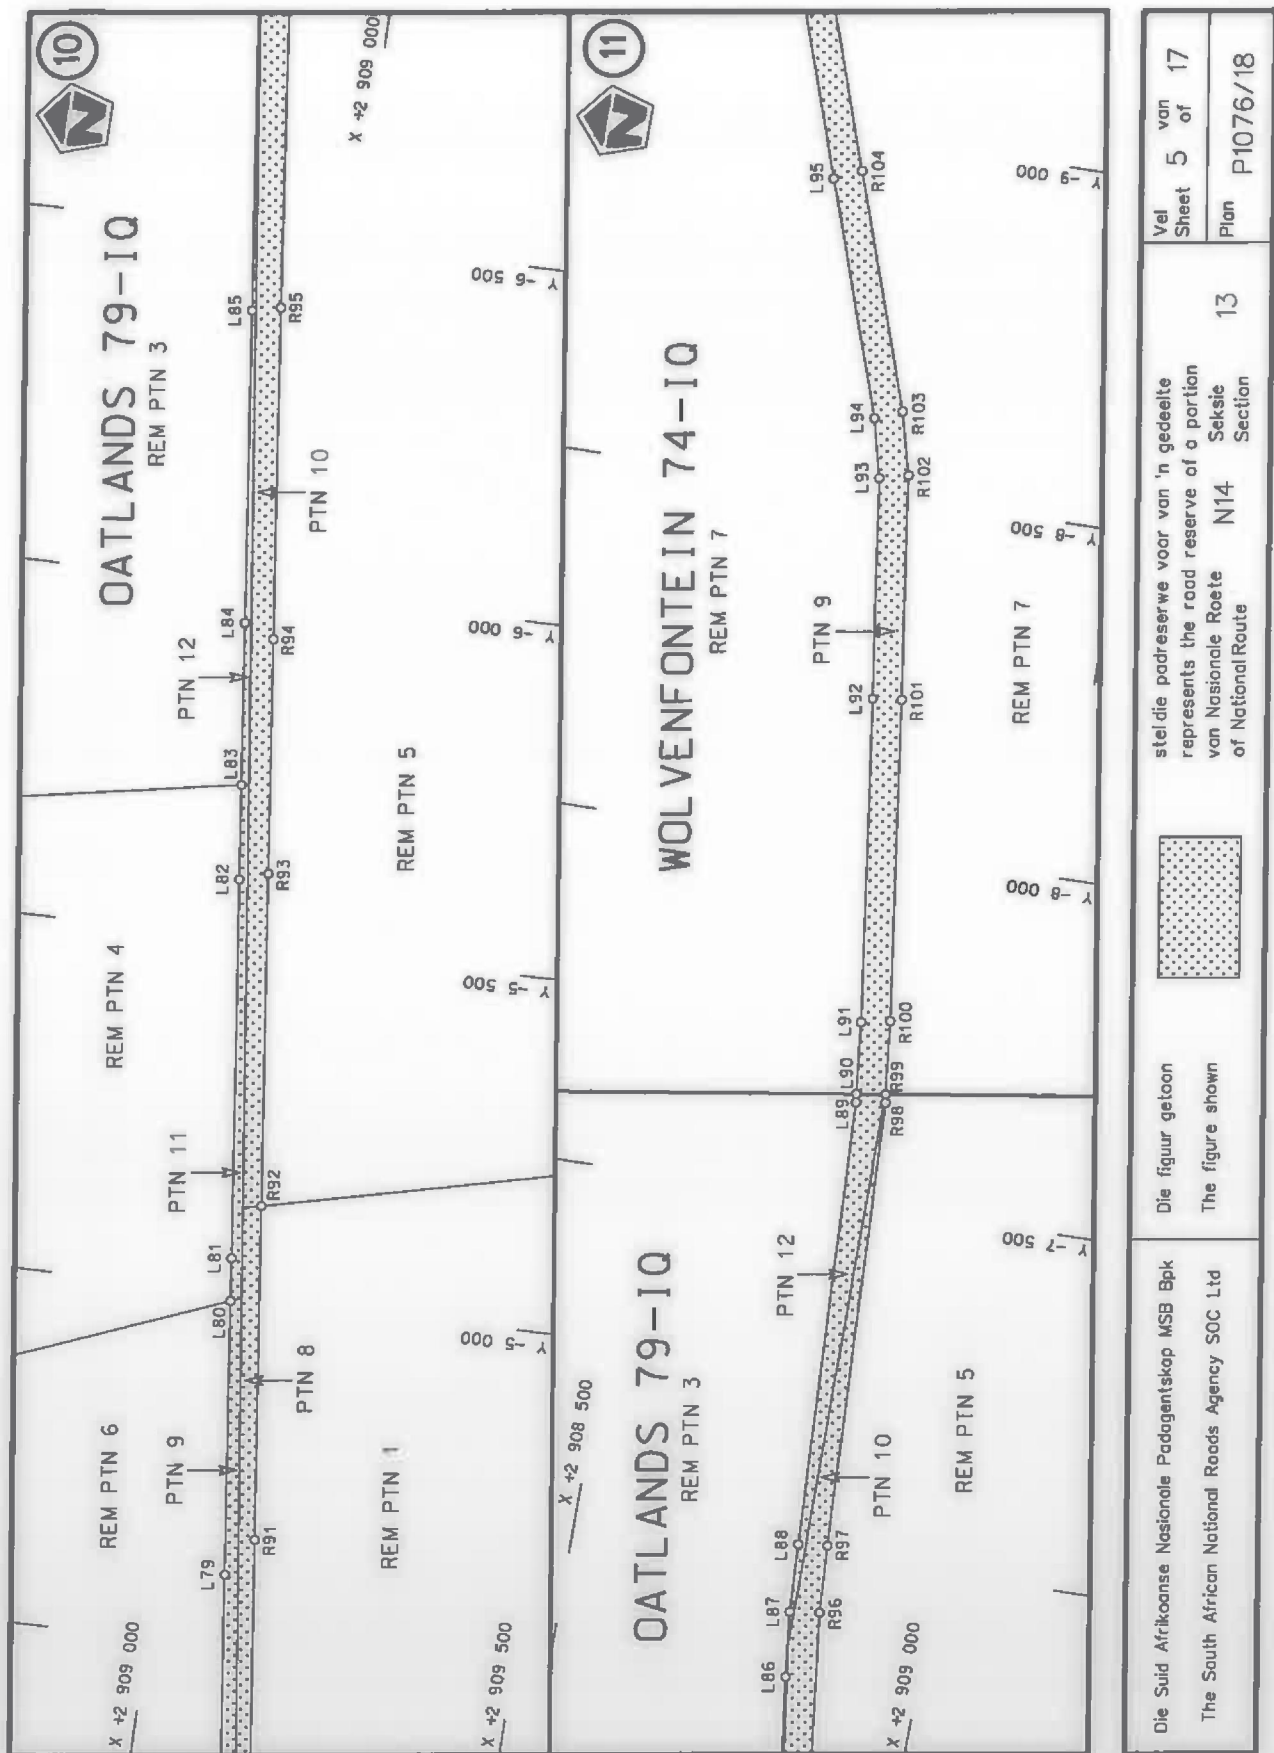 10
N
OATLANDS 79-IQ
REM PTN 3
REM PTN 4
REM PTN 6
PTN 9
PTN 11
PTN 12
L79
L80
L81
L82
L83
L84
L85
R91
R92
R93
R94
R95
PTN 8
PTN 10
REM PTN 1
REM PTN 5
X +2 909 000
X +2 909 500
X +2 909 000
Y -5 000
Y -5 500
Y -6 000
Y -6 500
11
N
OATLANDS 79-IQ
REM PTN 3
WOLVENFONTEIN 74-IQ
REM PTN 7
X +2 908 500
X +2 909 000
PTN 12
PTN 9
L86
L87
L88
L89
L90
L91
L92
L93
L94
L95
R96
R97
R98
R99
R100
R101
R102
R103
R104
PTN 10
REM PTN 5
REM PTN 7
Y -7 500
Y -8 000
Y -8 500
Y -9 000
Die Suid Afrikaanse Nasionale Padagentskap MSB Bpk
The South African National Roads Agency SOC Ltd
Die figuur getoon
The figure shown
stel die padreserwe voor van 'n gedeelte
represents the road reserve of a portion
van Nasionale Roete N14 Seksie 13
of National Route Section
Vel 5 van 17
Sheet of
Plan P1076/18